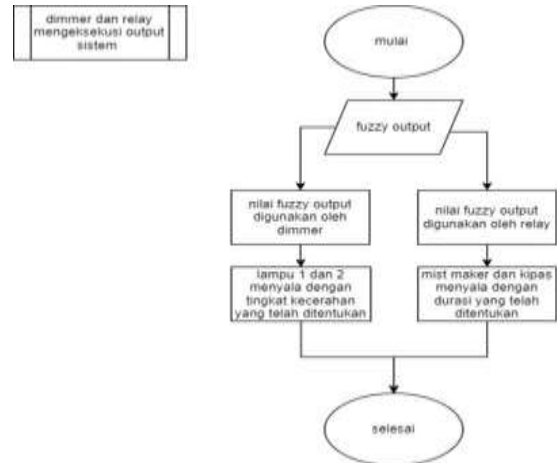 dimmer dan relay
mengeksekusi output
sistem
mulai
fuzzy output
nilai fuzzy output
digunakan oleh
dimmer
nilai fuzzy output
digunakan oleh relay
lampu 1 dan 2
menyala dengan
tingkat kecerahan
yang telah ditentukan
mist maker dan kipas
menyala dengan
durasi yang telah
ditentukan
selesai